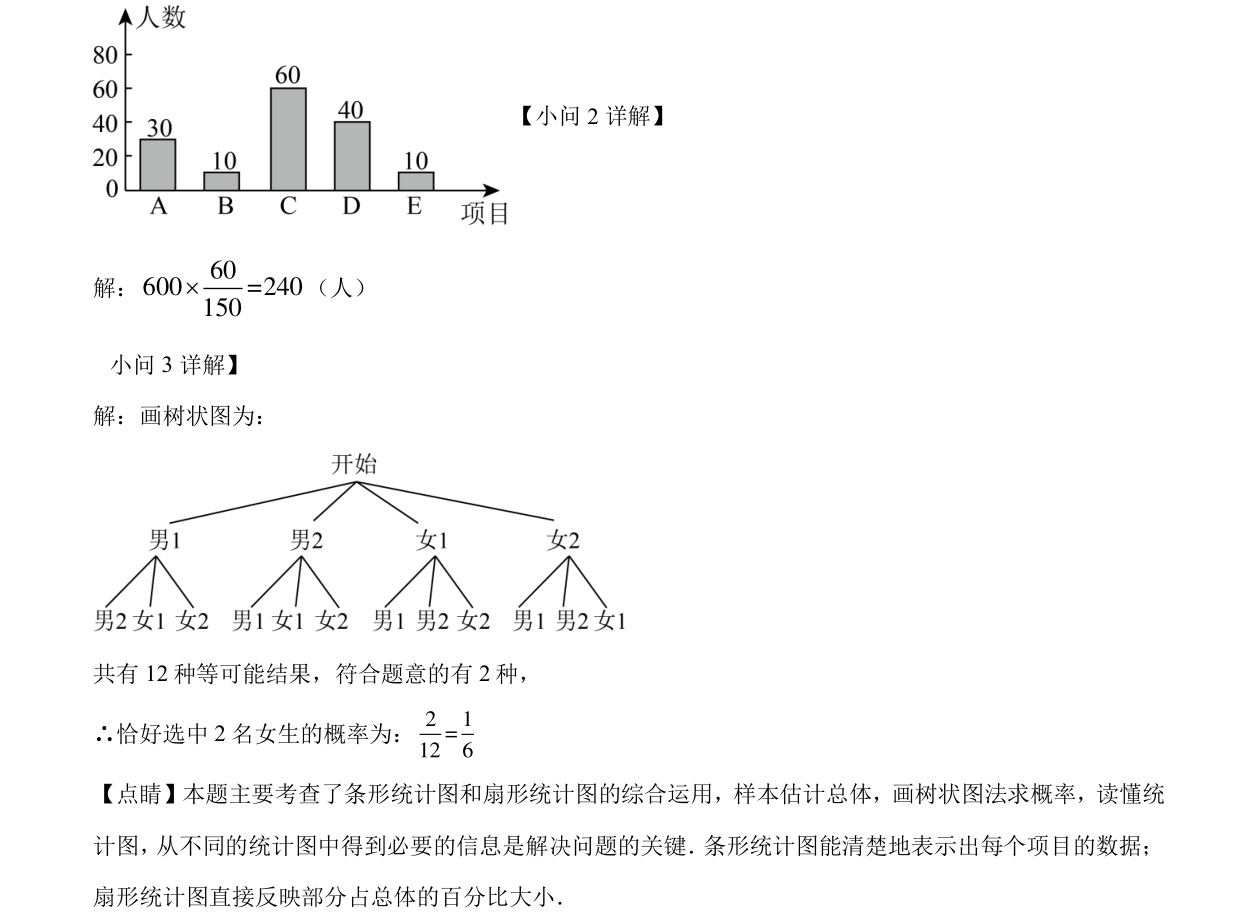 人数
80
60
40
20
0
30
10
60
40
10
A B C D E
项目
【小问 2 详解】
解：600×60/150=240（人）
小问 3 详解】
解：画树状图为：
开始
男1 男2 女1 女2
男2 女1 女2 男1 女1 女2 男1 男2 女2 男1 男2 女1
共有 12 种等可能结果，符合题意的有 2 种，
∴恰好选中 2 名女生的概率为：2/12=1/6
【点睛】本题主要考查了条形统计图和扇形统计图的综合运用，样本估计总体，画树状图法求概率，读懂统
计图，从不同的统计图中得到必要的信息是解决问题的关键．条形统计图能清楚地表示出每个项目的数据；
扇形统计图直接反映部分占总体的百分比大小．